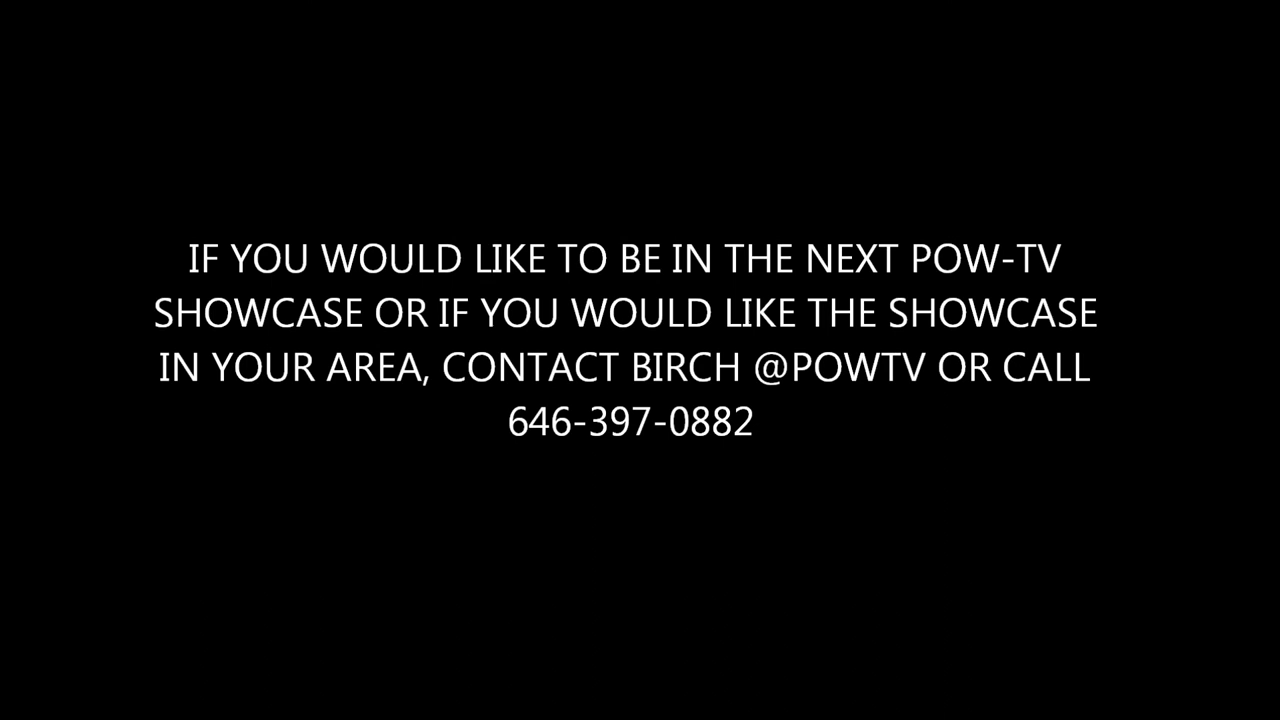 IF YOU WOULD LIKE TO BE IN THE NEXT POW-TV
SHOWCASE OR IF YOU WOULD LIKE THE SHOWCASE
IN YOUR AREA, CONTACT BIRCH @POWTV OR CALL
646-397-0882